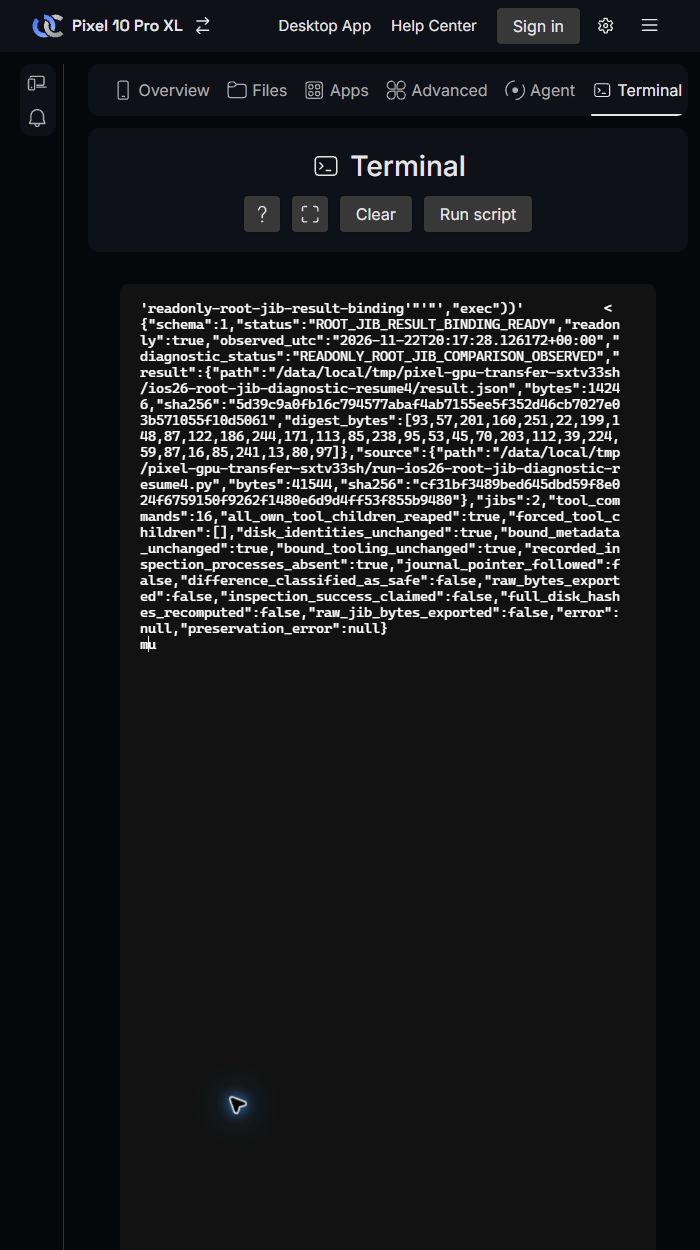 Pixel 10 Pro XL
Desktop App
Help Center
Sign in
Overview
Files
Apps
Advanced
Agent
Terminal
Terminal
?
Clear
Run script
'readonly-root-jib-result-binding'"'"',"exec"))' <
{"schema":1,"status":"ROOT_JIB_RESULT_BINDING_READY","readon
ly":true,"observed_utc":"2026-11-22T20:17:28.126172+00:00","
diagnostic_status":"READONLY_ROOT_JIB_COMPARISON_OBSERVED","
result":{"path":"/data/local/tmp/pixel-gpu-transfer-sxtv33sh
/ios26-root-jib-diagnostic-resume4/result.json","bytes":1424
6,"sha256":"5d39c9a0fb16c794577abaf4ab7155ee5f352d46cb7027e0
3b571055f10d5061","digest_bytes":[93,57,201,160,251,22,199,1
48,87,122,186,244,171,113,85,238,95,53,45,70,203,112,39,224,
59,87,16,85,241,13,80,97]},"source":{"path":"/data/local/tmp
/pixel-gpu-transfer-sxtv33sh/run-ios26-root-jib-diagnostic-r
esume4.py","bytes":41544,"sha256":"cf31bf3489bed645dbd59f8e0
24f6759150f9262f1480e6d9d4ff53f855b9480"},"jibs":2,"tool_com
mands":16,"all_own_tool_children_reaped":true,"forced_tool_c
hildren":[],"disk_identities_unchanged":true,"bound_metadata
_unchanged":true,"bound_tooling_unchanged":true,"recorded_in
spection_processes_absent":true,"journal_pointer_followed":f
alse,"difference_classified_as_safe":false,"raw_bytes_export
ed":false,"inspection_success_claimed":false,"full_disk_hash
es_recomputed":false,"raw_jib_bytes_exported":false,"error":
null,"preservation_error":null}
mu